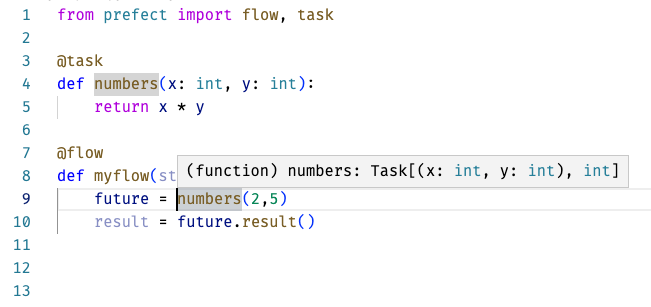 1 from prefect import flow, task
2
3 @task
4 def numbers(x: int, y: int):
5 return x * y
6
7 @flow
8 def myflow(st
(function) numbers: Task[(x: int, y: int), int]
9 future = numbers(2,5)
10 result = future.result()
11
12
13